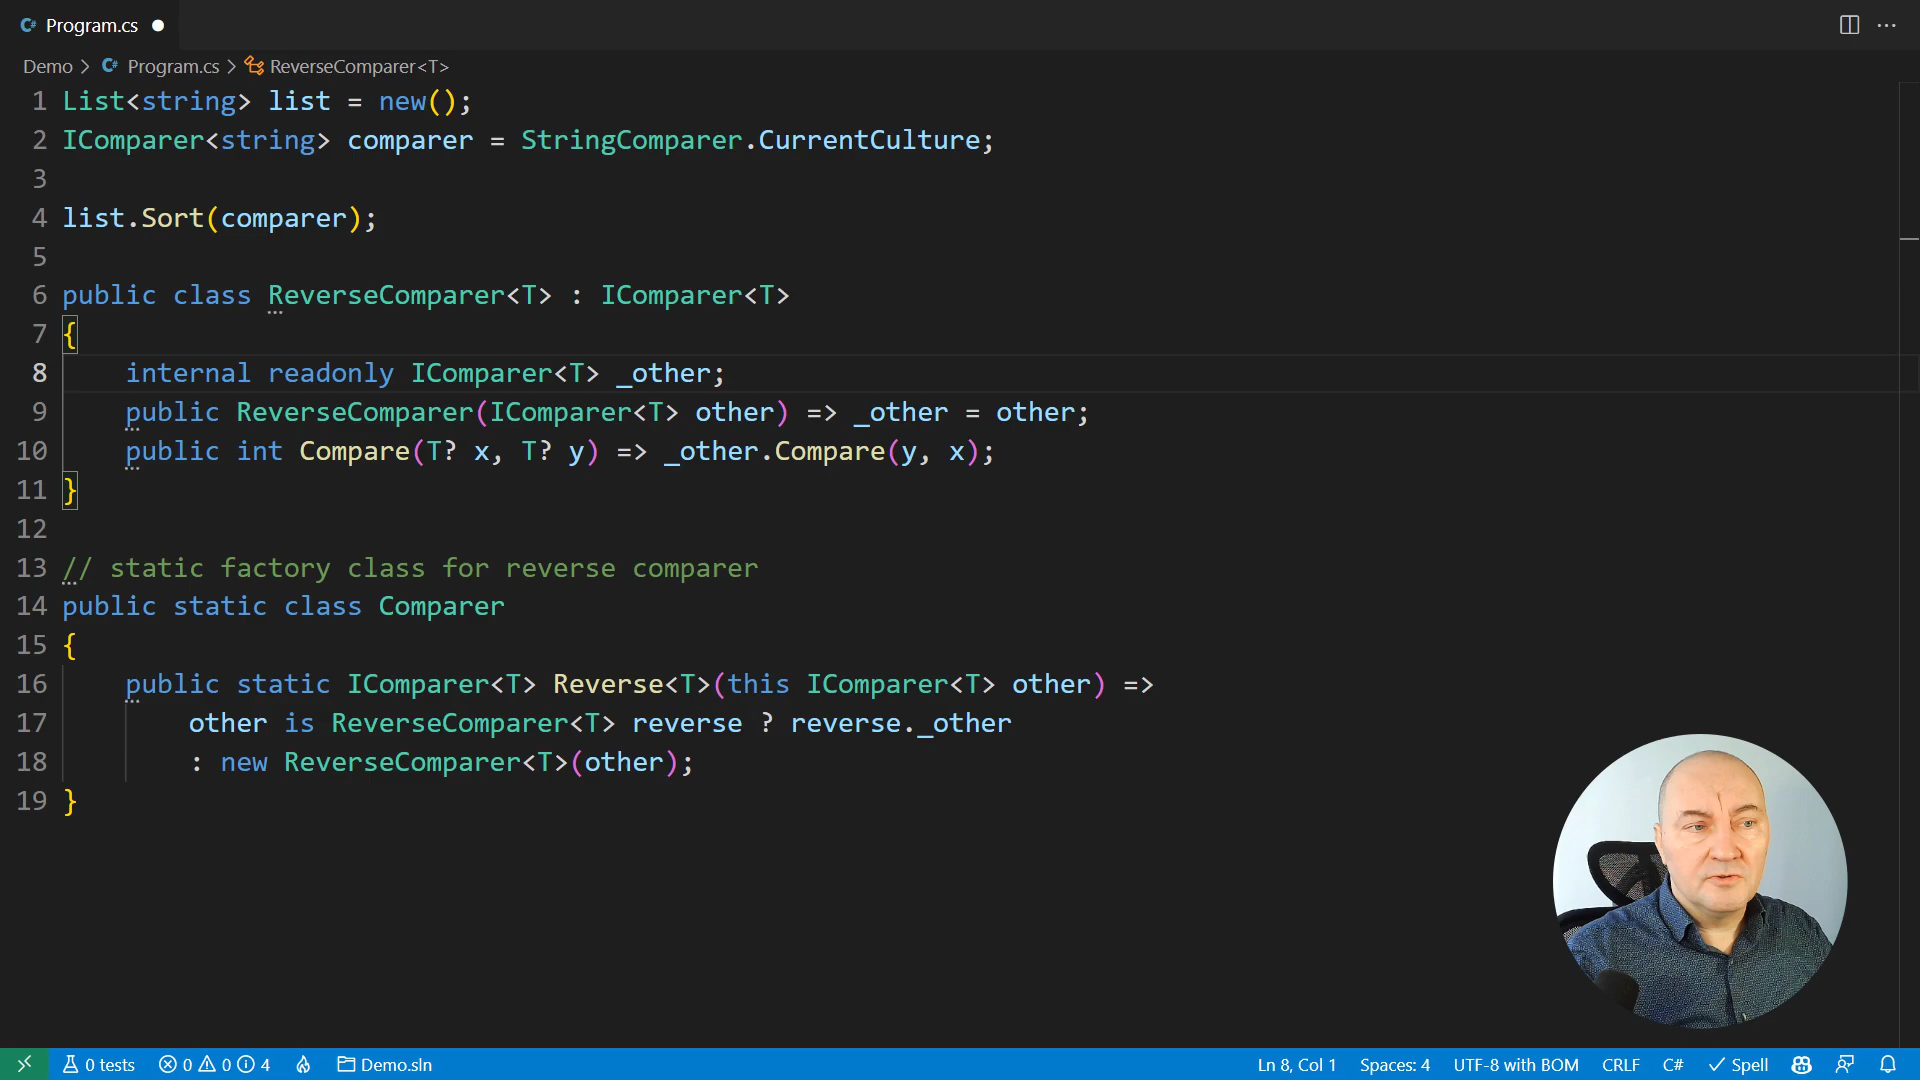 Program.cs
Demo > Program.cs > ReverseComparer<T>
1 List<string> list = new();
2 IComparer<string> comparer = StringComparer.CurrentCulture;
3
4 list.Sort(comparer);
5
6 public class ReverseComparer<T> : IComparer<T>
7 {
8     internal readonly IComparer<T> _other;
9     public ReverseComparer(IComparer<T> other) => _other = other;
10     public int Compare(T? x, T? y) => _other.Compare(y, x);
11 }
12
13 // static factory class for reverse comparer
14 public static class Comparer
15 {
16     public static IComparer<T> Reverse<T>(this IComparer<T> other) =>
17         other is ReverseComparer<T> reverse ? reverse._other
18         : new ReverseComparer<T>(other);
19 }
0 tests 0 0 4 Demo.sln Ln 8, Col 1 Spaces: 4 UTF-8 with BOM CRLF C# Spell